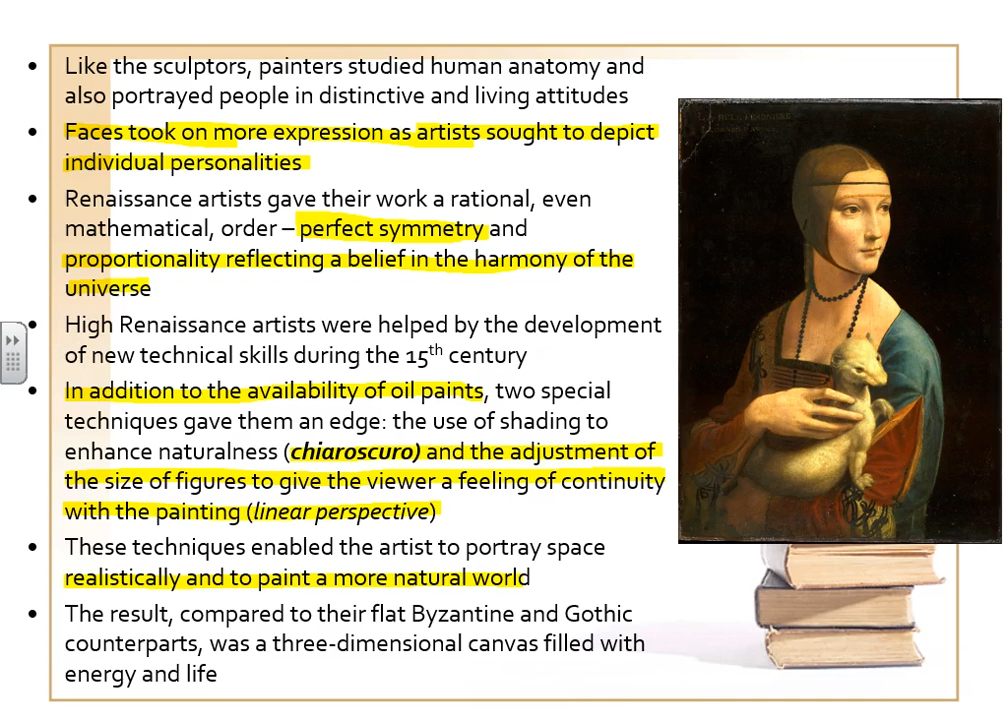 • Like the sculptors, painters studied human anatomy and
also portrayed people in distinctive and living attitudes
• Faces took on more expression as artists sought to depict
individual personalities
• Renaissance artists gave their work a rational, even
mathematical, order – perfect symmetry and
proportionality reflecting a belief in the harmony of the
universe
• High Renaissance artists were helped by the development
of new technical skills during the 15th century
• In addition to the availability of oil paints, two special
techniques gave them an edge: the use of shading to
enhance naturalness (chiaroscuro) and the adjustment of
the size of figures to give the viewer a feeling of continuity
with the painting (linear perspective)
• These techniques enabled the artist to portray space
realistically and to paint a more natural world
• The result, compared to their flat Byzantine and Gothic
counterparts, was a three-dimensional canvas filled with
energy and life